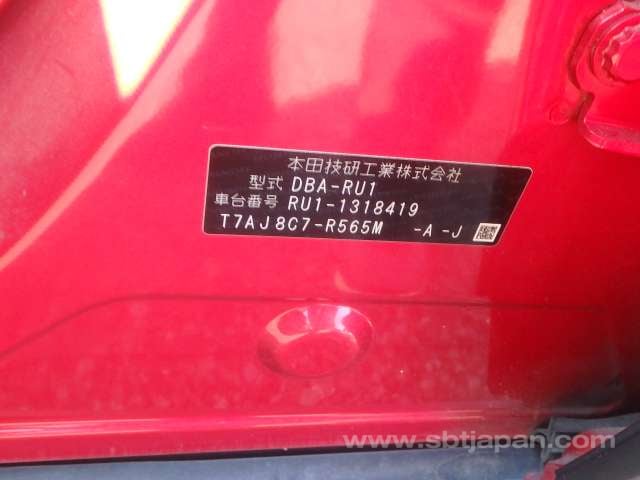 本田技研工業株式会社
型式 DBA-RU1
車台番号 RU1-1318419
T7AJ8C7-R565M -A -J
www.sbtjapan.com